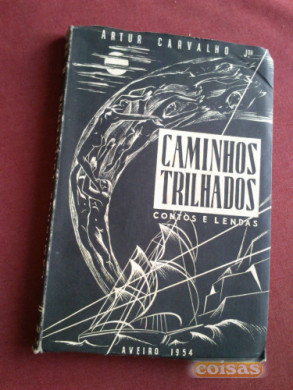 ARTUR CARVALHO Jor
CAMINHOS
TRILHADOS
CONTOS E LENDAS
AVEIRO 1954
coisas